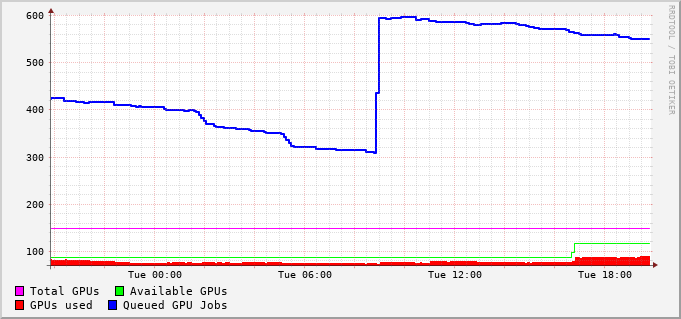 600
500
400
300
200
100
Tue 00:00 Tue 06:00 Tue 12:00 Tue 18:00
Total GPUs Available GPUs
GPUs used Queued GPU Jobs
RRDTOOL / TOBI OETIKER